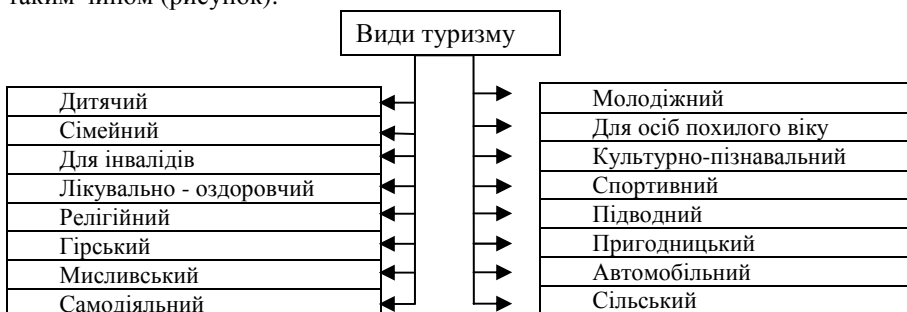 таким чином (рисунок).
Види туризму
Дитячий
Сімейний
Для інвалідів
Лікувально - оздоровчий
Релігійний
Гірський
Мисливський
Самодіяльний
Молодіжний
Для осіб похилого віку
Культурно-пізнавальний
Спортивний
Підводний
Пригодницький
Автомобільний
Сільський